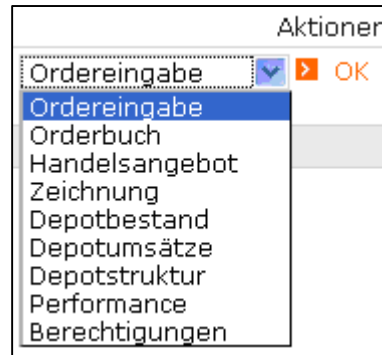 Aktionen
Ordereingabe OK
Ordereingabe
Orderbuch
Handelsangebot
Zeichnung
Depotbestand
Depotumsätze
Depotstruktur
Performance
Berechtigungen